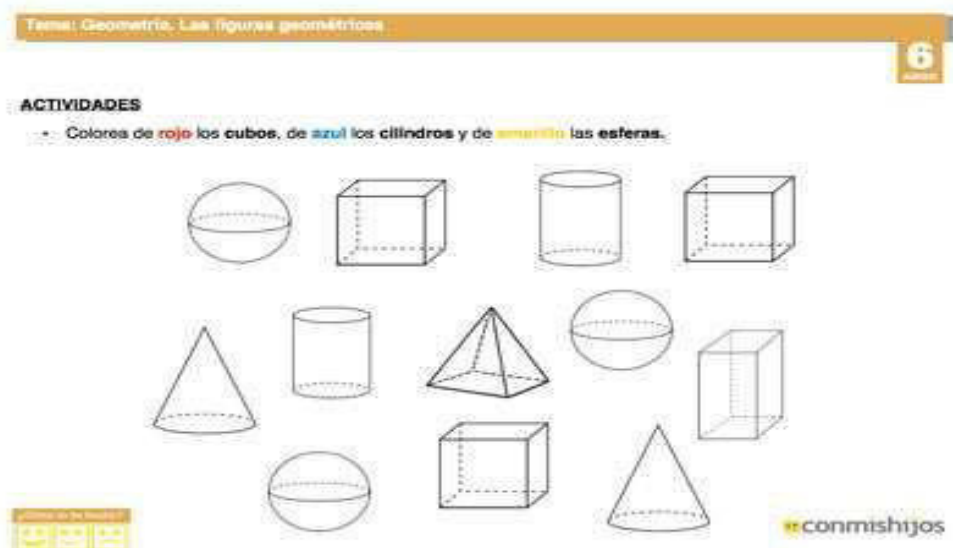 Tema: Geometría. Las figuras geométricas
6
AÑOS
ACTIVIDADES
• Colorea de rojo los cubos, de azul los cilindros y de amarillo las esferas.
conmishijos